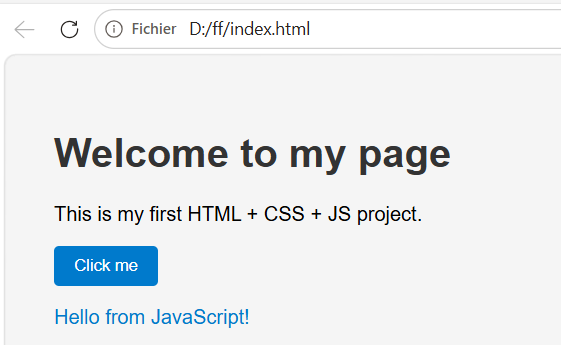 Fichier D:/ff/index.html
Welcome to my page
This is my first HTML + CSS + JS project.
Click me
Hello from JavaScript!